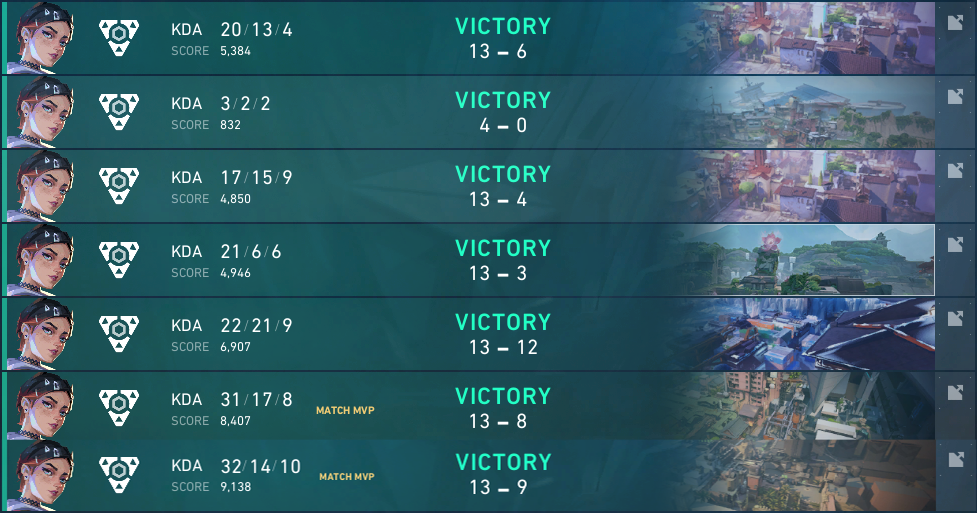 KDA 20/13/4
SCORE 5,384
VICTORY
13 – 6
KDA 3/2/2
SCORE 832
VICTORY
4 – 0
KDA 17/15/9
SCORE 4,850
VICTORY
13 – 4
KDA 21/6/6
SCORE 4,946
VICTORY
13 – 3
KDA 22/21/9
SCORE 6,907
VICTORY
13 – 12
KDA 31/17/8
SCORE 8,407
MATCH MVP
VICTORY
13 – 8
KDA 32/14/10
SCORE 9,138
MATCH MVP
VICTORY
13 – 9